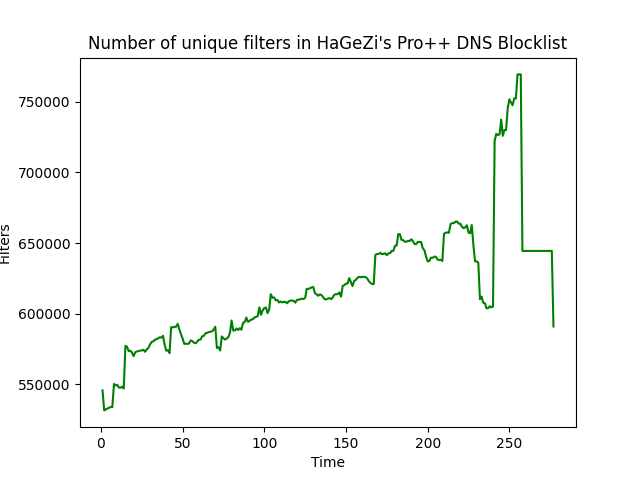 Number of unique filters in HaGeZi's Pro++ DNS Blocklist
750000
700000
650000
600000
550000
Filters
0 50 100 150 200 250
Time